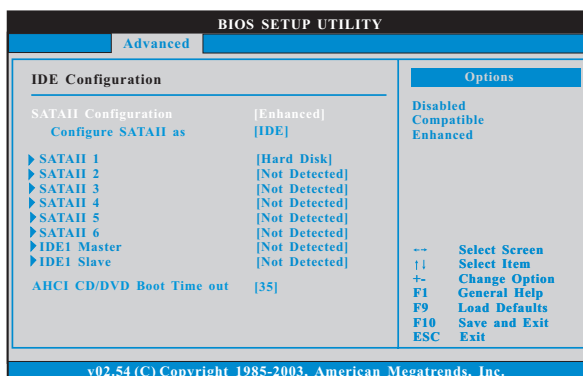 BIOS SETUP UTILITY
Advanced
IDE Configuration
SATAII Configuration [Enhanced]
Configure SATAII as [IDE]
SATAII 1 [Hard Disk]
SATAII 2 [Not Detected]
SATAII 3 [Not Detected]
SATAII 4 [Not Detected]
SATAII 5 [Not Detected]
SATAII 6 [Not Detected]
IDE1 Master [Not Detected]
IDE1 Slave [Not Detected]
AHCI CD/DVD Boot Time out [35]
Options
Disabled
Compatible
Enhanced
←→ Select Screen
↑↓ Select Item
+- Change Option
F1 General Help
F9 Load Defaults
F10 Save and Exit
ESC Exit
v02.54 (C) Copyright 1985-2003, American Megatrends, Inc.